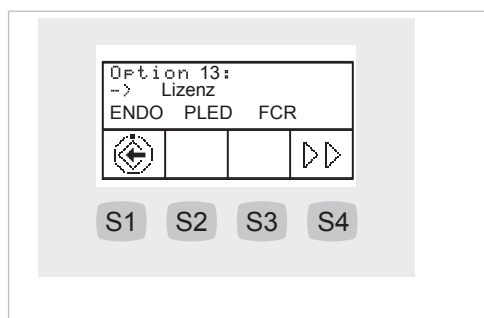 Option 13:
-> Lizenz
ENDO PLED FCR
S1 S2 S3 S4